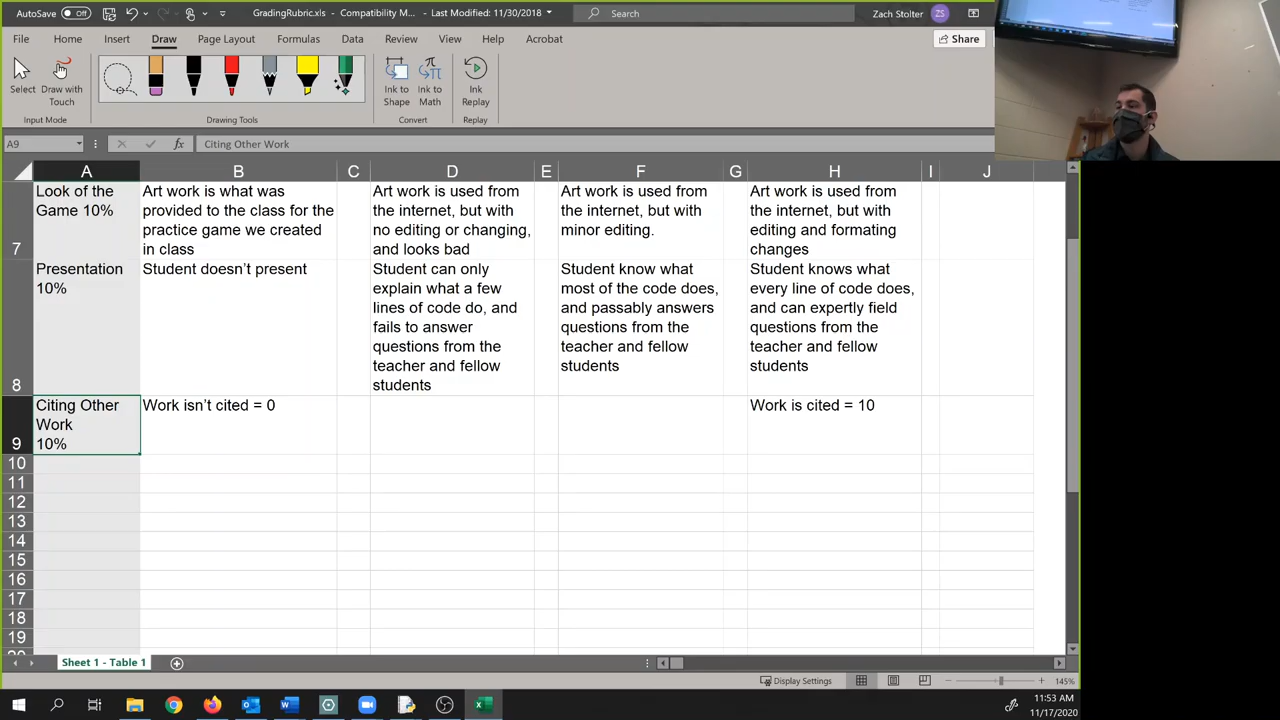 AutoSave Off GradingRubric.xls - Compatibility M... - Last Modified: 11/30/2018 Search Zach Stolter ZS
File Home Insert Draw Page Layout Formulas Data Review View Help Acrobat Share
Select Draw with Touch Ink to Shape Ink to Math Ink Replay
Input Mode Drawing Tools Convert Replay
A9 fx Citing Other Work
A B C D E F G H I J
7
Look of the
Game 10%
Art work is what was
provided to the class for the
practice game we created
in class
Art work is used from
the internet, but with
no editing or changing,
and looks bad
Art work is used from
the internet, but with
minor editing.
Art work is used from
the internet, but with
editing and formating
changes
8
Presentation
10%
Student doesn't present
Student can only
explain what a few
lines of code do, and
fails to answer
questions from the
teacher and fellow
students
Student know what
most of the code does,
and passably answers
questions from the
teacher and fellow
students
Student knows what
every line of code does,
and can expertly field
questions from the
teacher and fellow
students
9
Citing Other
Work
10%
Work isn’t cited = 0
Work is cited = 10
10
11
12
13
14
15
16
17
18
19
Sheet 1 - Table 1
Display Settings 145%
11:53 AM
11/17/2020